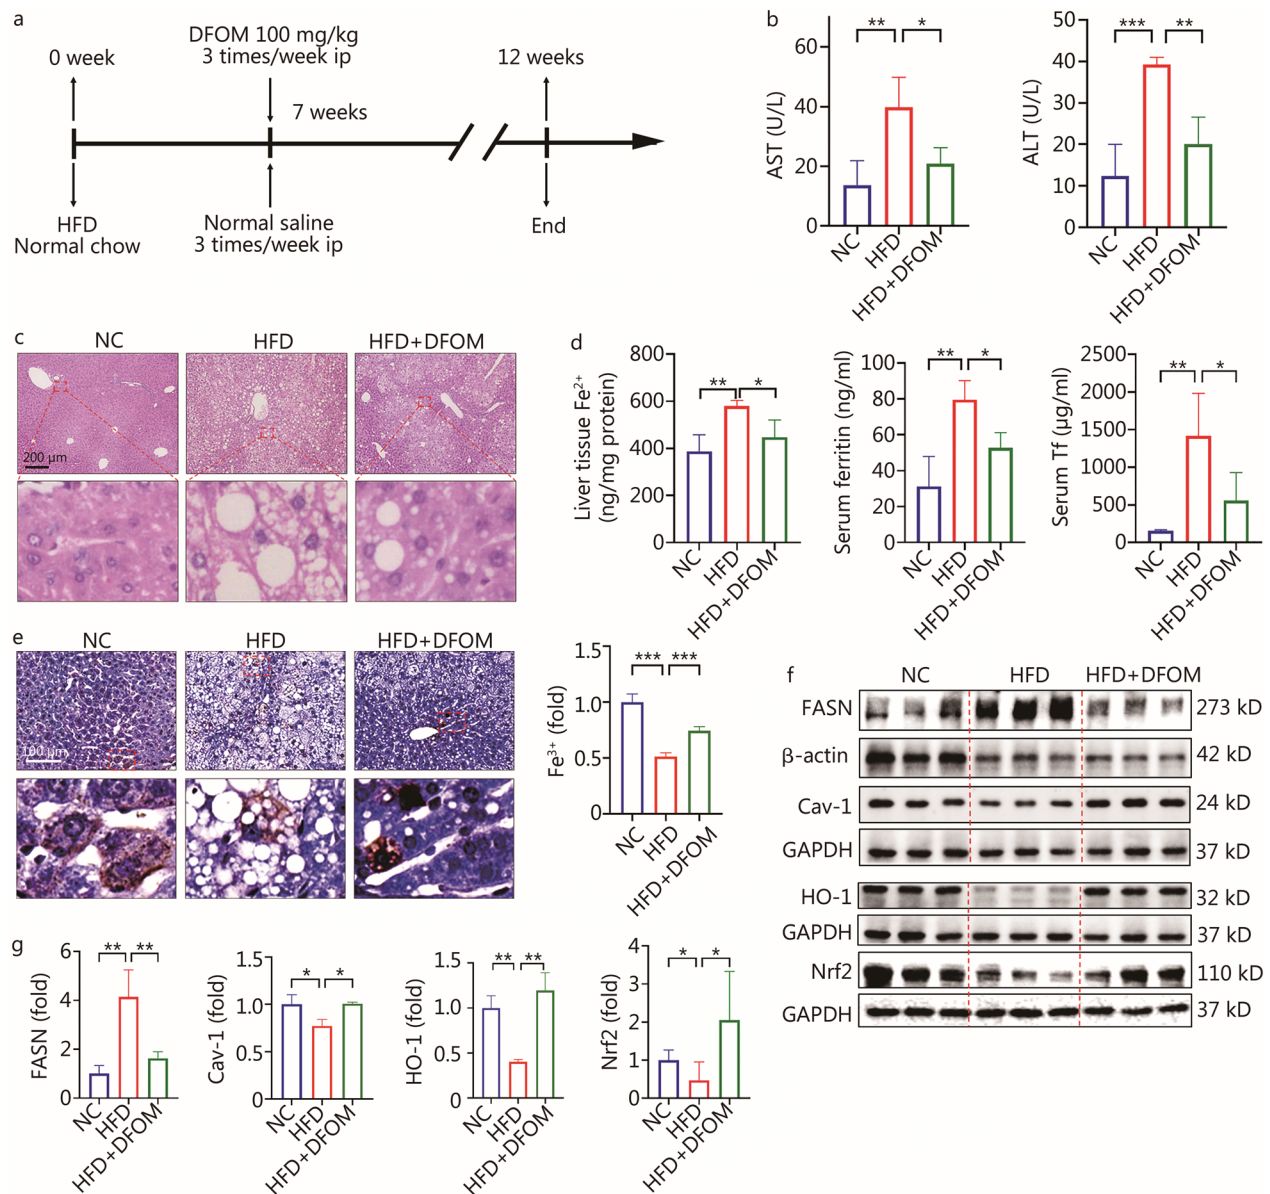 a
DFOM 100 mg/kg
3 times/week ip
0 week
12 weeks
7 weeks
HFD
Normal chow
Normal saline
3 times/week ip
End
b
AST (U/L)
60
40
20
0
** *
NC
HFD
HFD+DFOM
ALT (U/L)
50
40
30
20
10
0
*** **
NC
HFD
HFD+DFOM
c
NC HFD HFD+DFOM
200 μm
d
Liver tissue Fe²⁺
(ng/mg protein)
800
600
400
200
0
** *
NC
HFD
HFD+DFOM
Serum ferritin (ng/ml)
100
80
60
40
20
0
** *
NC
HFD
HFD+DFOM
Serum Tf (μg/ml)
2500
2000
1500
1000
500
0
** *
NC
HFD
HFD+DFOM
e
NC HFD HFD+DFOM
100 μm
Fe³⁺ (fold)
1.5
1.0
0.5
0
*** ***
NC
HFD
HFD+DFOM
f
NC HFD HFD+DFOM
FASN 273 kD
β-actin 42 kD
Cav-1 24 kD
GAPDH 37 kD
HO-1 32 kD
GAPDH 37 kD
Nrf2 110 kD
GAPDH 37 kD
g
FASN (fold)
6
4
2
0
** **
NC
HFD
HFD+DFOM
Cav-1 (fold)
1.5
1.0
0.5
0
* *
NC
HFD
HFD+DFOM
HO-1 (fold)
1.5
1.0
0.5
0
** **
NC
HFD
HFD+DFOM
Nrf2 (fold)
4
3
2
1
0
* *
NC
HFD
HFD+DFOM